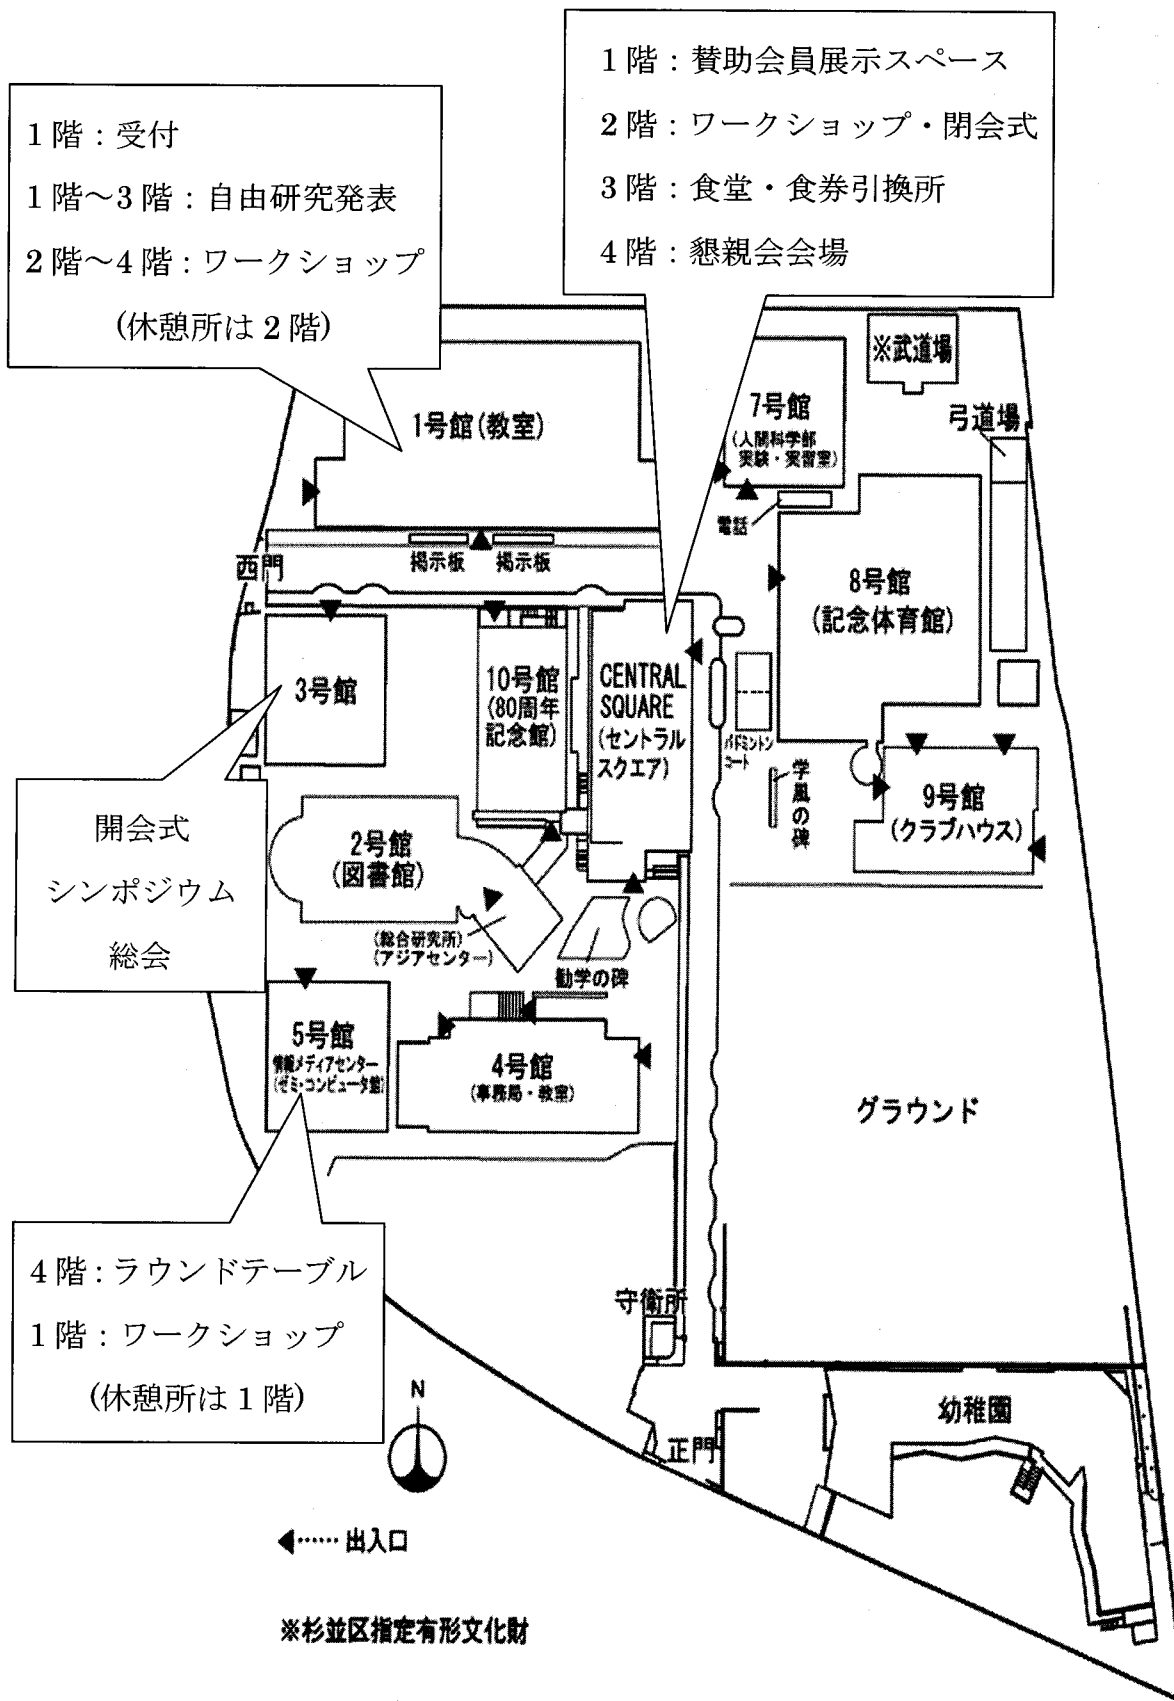 1階：賛助会員展示スペース
2階：ワークショップ・閉会式
3階：食堂・食券引換所
4階：懇親会会場
1階：受付
1階～3階：自由研究発表
2階～4階：ワークショップ
(休憩所は2階)
※武道場
7号館
(人間科学部
実験・実習室)
弓道場
1号館(教室)
電話
掲示板
掲示板
西門
8号館
(記念体育館)
3号館
10号館
(80周年
記念館)
CENTRAL
SQUARE
(セントラル
スクエア)
バドミントン
コート
学風の碑
9号館
(クラブハウス)
開会式
シンポジウム
総会
2号館
(図書館)
(総合研究所)
(アジアセンター)
勧学の碑
5号館
情報メディアセンター
(ゼミ・コンピュータ館)
4号館
(事務局・教室)
グラウンド
4階：ラウンドテーブル
1階：ワークショップ
(休憩所は1階)
守衛所
N
正門
幼稚園
◀…… 出入口
※杉並区指定有形文化財